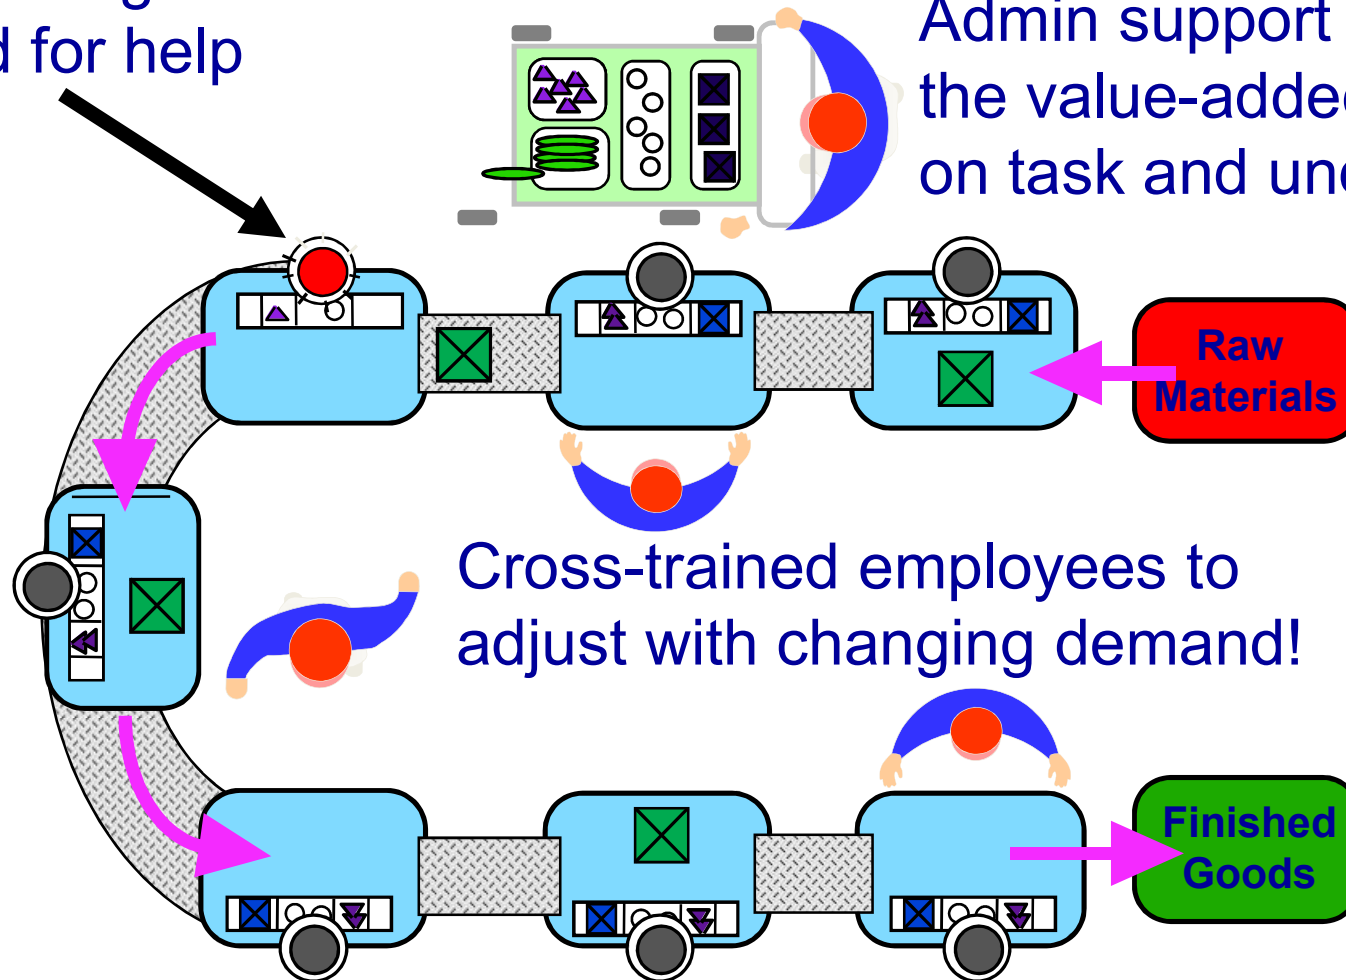 d for help
Admin support
the value-added
on task and un
Raw
Materials
Cross-trained employees to
adjust with changing demand!
Finished
Goods